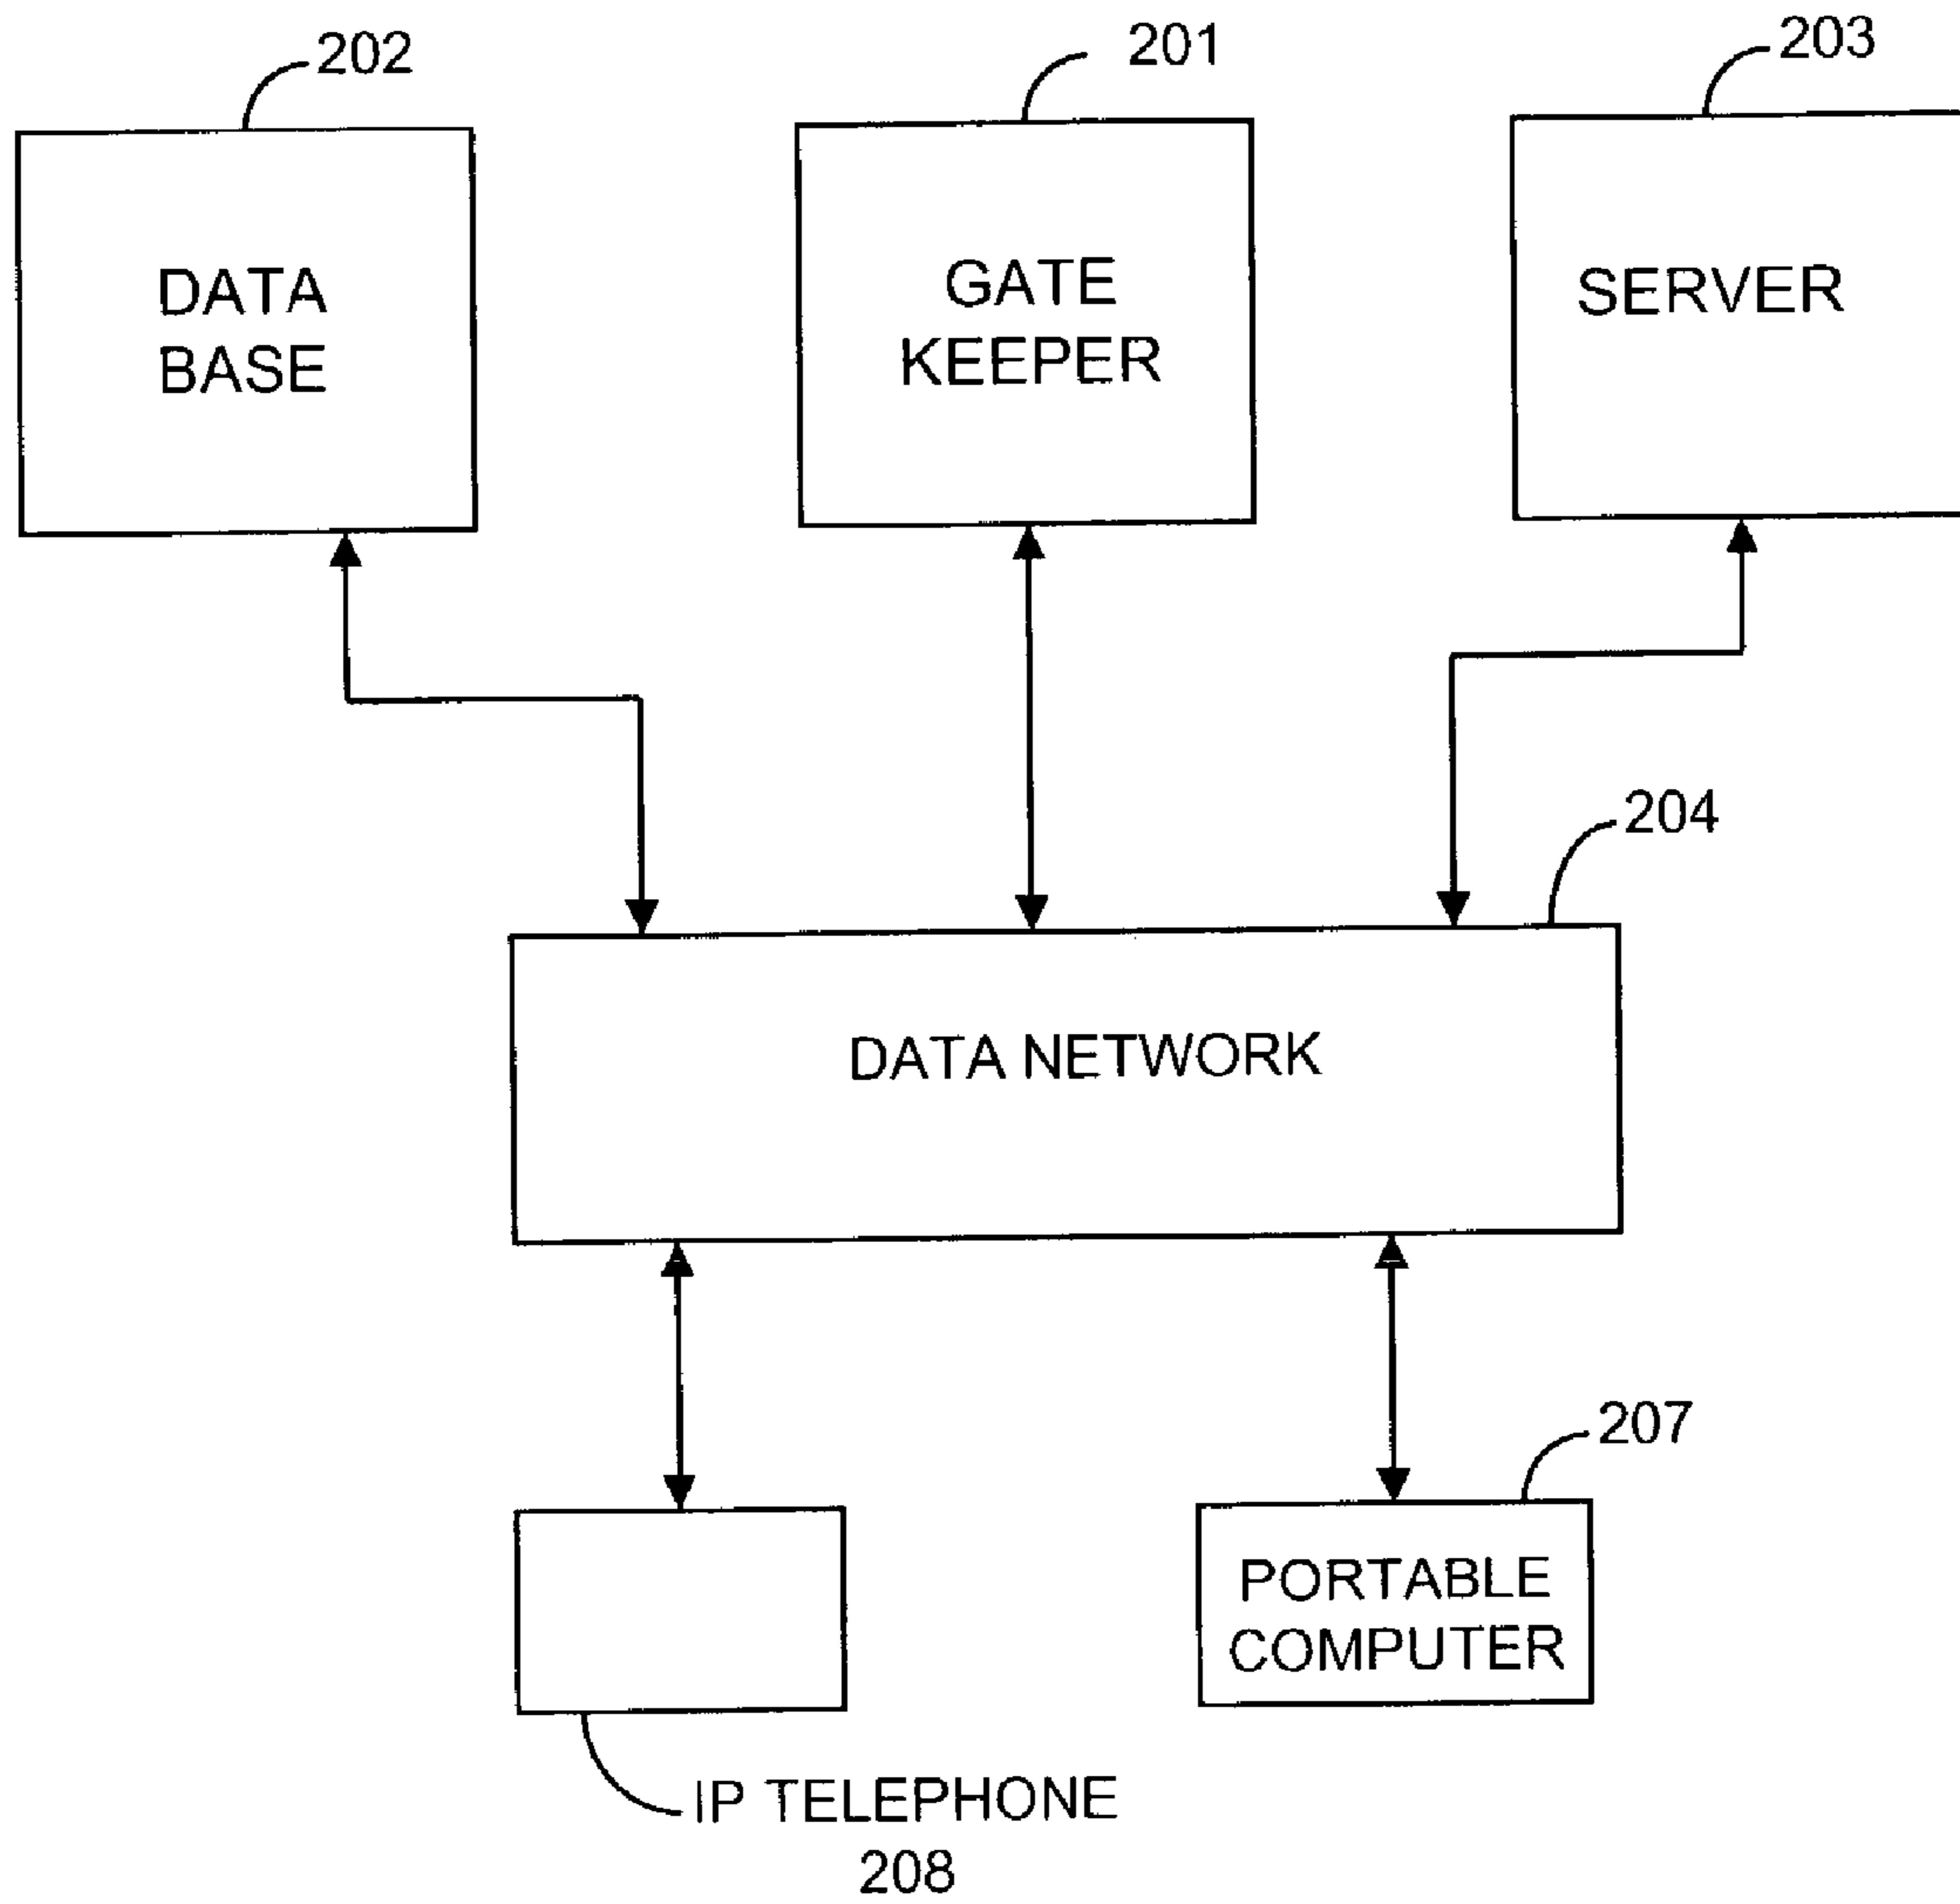 202
201
203
DATA
BASE
GATE
KEEPER
SERVER
204
DATA NETWORK
207
PORTABLE
COMPUTER
IP TELEPHONE
208